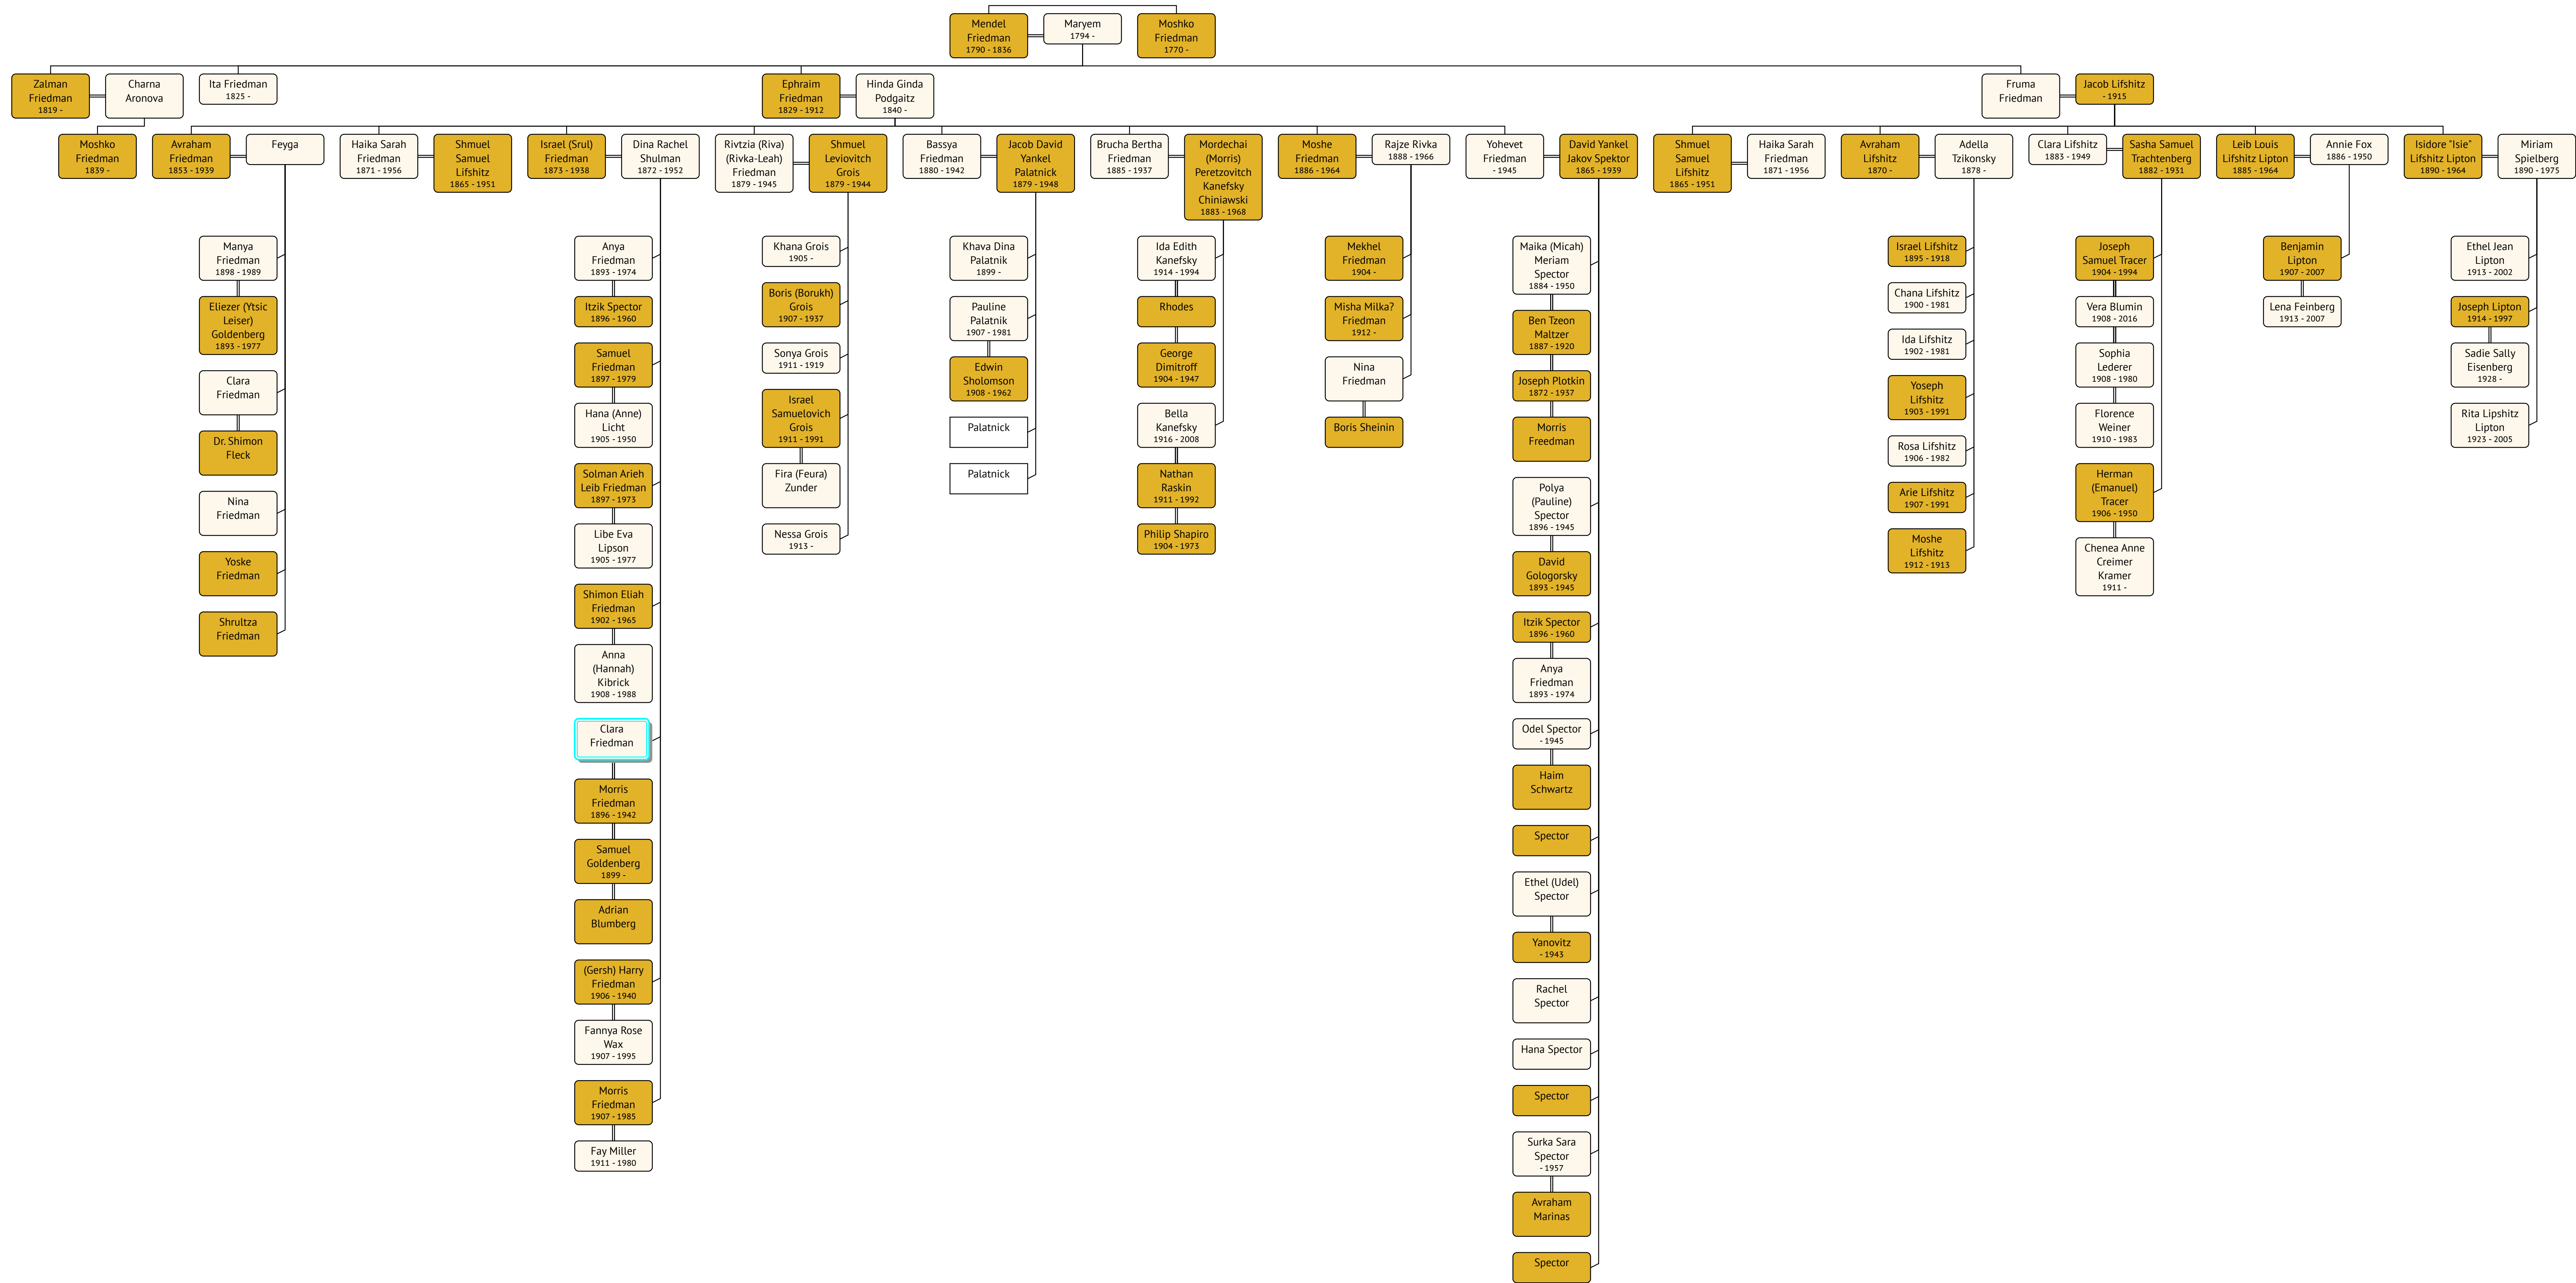 Mendel
Friedman
1790 - 1836
Maryem
1794 -
Moshko
Friedman
1770 -
Zalman
Friedman
1819 -
Charna
Aronova
Ita Friedman
1825 -
Ephraim
Friedman
1829 - 1912
Hinda Ginda
Podgaitz
1840 -
Fruma
Friedman
Jacob Lifshitz
- 1915
Moshko
Friedman
1839 -
Avraham
Friedman
1853 - 1939
Feyga
Haika Sarah
Friedman
1871 - 1956
Shmuel
Samuel
Lifshitz
1865 - 1951
Israel (Srul)
Friedman
1873 - 1938
Dina Rachel
Shulman
1872 - 1952
Rivtzia (Riva)
(Rivka-Leah)
Friedman
1879 - 1945
Shmuel
Leviovitch
Grois
1879 - 1944
Bassya
Friedman
1880 - 1942
Jacob David
Yankel
Palatnick
1879 - 1948
Brucha Bertha
Friedman
1885 - 1937
Mordechai
(Morris)
Peretzovitch
Kanefsky
Chiniawski
1883 - 1968
Moshe
Friedman
1886 - 1964
Rajze Rivka
1888 - 1966
Yohevet
Friedman
- 1945
David Yankel
Jakov Spektor
1865 - 1939
Shmuel
Samuel
Lifshitz
1865 - 1951
Haika Sarah
Friedman
1871 - 1956
Avraham
Lifshitz
1870 -
Adella
Tzikonsky
1878 -
Clara Lifshitz
1883 - 1949
Sasha Samuel
Trachtenberg
1882 - 1931
Leib Louis
Lifshitz Lipton
1885 - 1964
Annie Fox
1886 - 1950
Isidore "Isie"
Lifshitz Lipton
1890 - 1964
Miriam
Spielberg
1890 - 1975
Manya
Friedman
1898 - 1989
Eliezer (Ytsic
Leiser)
Goldenberg
1893 - 1977
Clara
Friedman
Dr. Shimon
Fleck
Nina
Friedman
Yoske
Friedman
Shrultza
Friedman
Anya
Friedman
1893 - 1974
Itzik Spector
1896 - 1960
Samuel
Friedman
1897 - 1979
Hana (Anne)
Licht
1905 - 1950
Solman Arieh
Leib Friedman
1897 - 1973
Libe Eva
Lipson
1905 - 1977
Shimon Eliah
Friedman
1902 - 1965
Anna
(Hannah)
Kibrick
1908 - 1988
Clara
Friedman
Morris
Friedman
1896 - 1942
Samuel
Goldenberg
1899 -
Adrian
Blumberg
(Gersh) Harry
Friedman
1906 - 1940
Fannya Rose
Wax
1907 - 1995
Morris
Friedman
1907 - 1985
Fay Miller
1911 - 1980
Khana Grois
1905 -
Boris (Borukh)
Grois
1907 - 1937
Sonya Grois
1911 - 1919
Israel
Samuelovich
Grois
1911 - 1991
Fira (Feura)
Zunder
Nessa Grois
1913 -
Khava Dina
Palatnik
1899 -
Pauline
Palatnik
1907 - 1981
Edwin
Sholomson
1908 - 1962
Palatnick
Palatnick
Ida Edith
Kanefsky
1914 - 1994
Rhodes
George
Dimitroff
1904 - 1947
Bella
Kanefsky
1916 - 2008
Nathan
Raskin
1911 - 1992
Philip Shapiro
1904 - 1973
Mekhel
Friedman
1904 -
Misha Milka?
Friedman
1912 -
Nina
Friedman
Boris Sheinin
Maika (Micah)
Meriam
Spector
1884 - 1950
Ben Tzeon
Maltzer
1887 - 1920
Joseph Plotkin
1872 - 1937
Morris
Freedman
Polya
(Pauline)
Spector
1896 - 1945
David
Gologorsky
1893 - 1945
Itzik Spector
1896 - 1960
Anya
Friedman
1893 - 1974
Odel Spector
- 1945
Haim
Schwartz
Spector
Ethel (Udel)
Spector
Yanovitz
- 1943
Rachel
Spector
Hana Spector
Spector
Surka Sara
Spector
- 1957
Avraham
Marinas
Spector
Israel Lifshitz
1895 - 1918
Chana Lifshitz
1900 - 1981
Ida Lifshitz
1902 - 1981
Yoseph
Lifshitz
1903 - 1991
Rosa Lifshitz
1906 - 1982
Arie Lifshitz
1907 - 1991
Moshe
Lifshitz
1912 - 1913
Joseph
Samuel Tracer
1904 - 1994
Vera Blumin
1908 - 2016
Sophia
Lederer
1908 - 1980
Florence
Weiner
1910 - 1983
Herman
(Emanuel)
Tracer
1906 - 1950
Chenea Anne
Creimer
Kramer
1911 -
Benjamin
Lipton
1907 - 2007
Lena Feinberg
1913 - 2007
Ethel Jean
Lipton
1913 - 2002
Joseph Lipton
1914 - 1997
Sadie Sally
Eisenberg
1928 -
Rita Lipshitz
Lipton
1923 - 2005